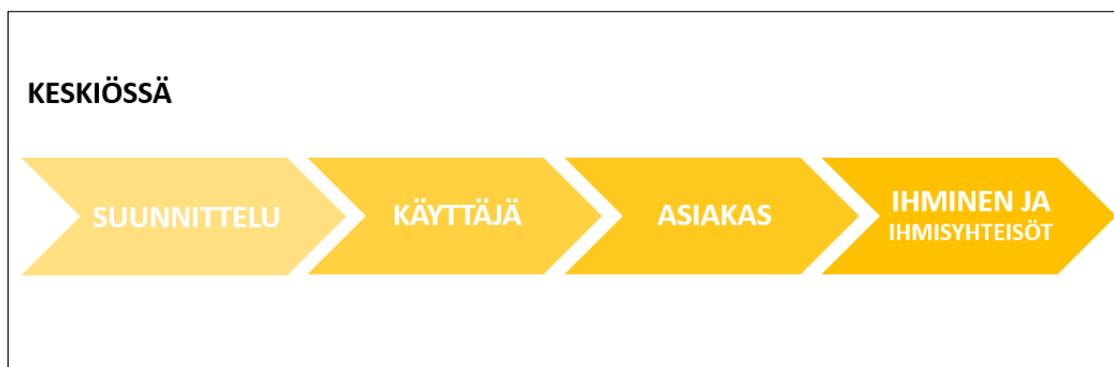 KESKIÖSSÄ
SUUNNITTELU
KÄYTTÄJÄ
ASIAKAS
IHMINEN JA
IHMISYHTEISÖT